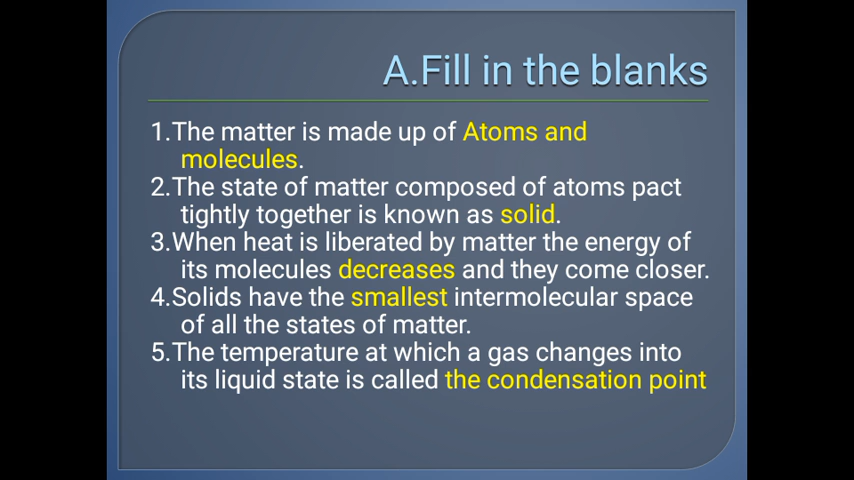 A.Fill in the blanks
1.The matter is made up of Atoms and
molecules.
2.The state of matter composed of atoms pact
tightly together is known as solid.
3.When heat is liberated by matter the energy of
its molecules decreases and they come closer.
4.Solids have the smallest intermolecular space
of all the states of matter.
5.The temperature at which a gas changes into
its liquid state is called the condensation point